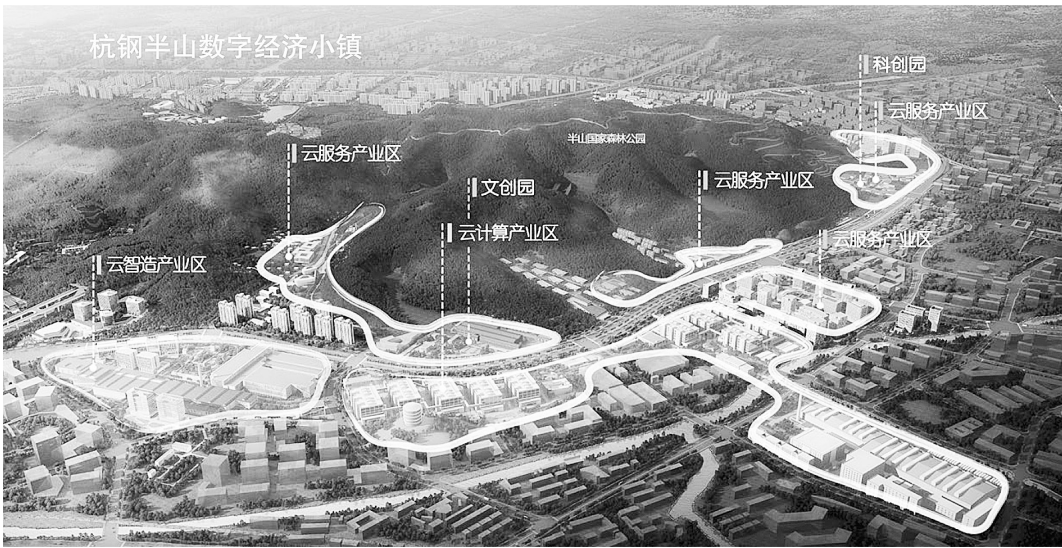 杭钢半山数字经济小镇
科创园
云服务产业区
半山国家森林公园
云服务产业区
云服务产业区
文创园
云计算产业区
云服务产业区
云智造产业区